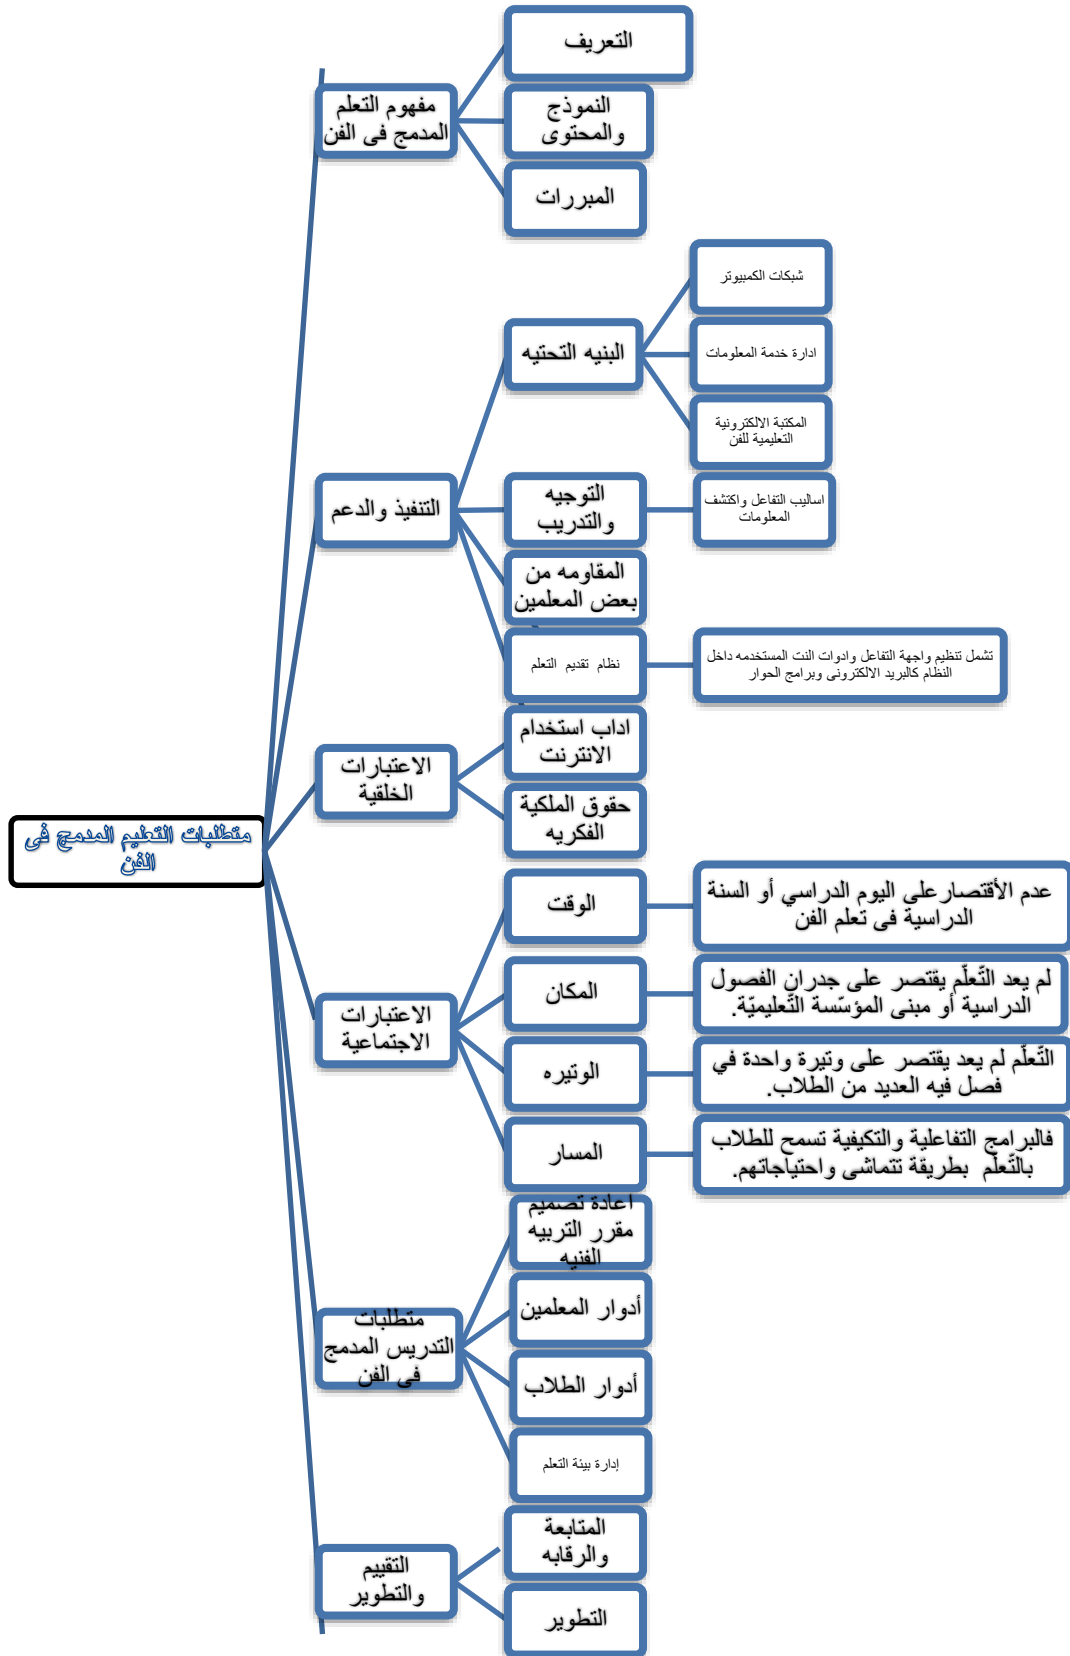 التعريف
مفهوم التعلم
المدمج فى الفن
النموذج
والمحتوى
المبررات
شبكات الكمبيوتر
البنيه التحتيه
ادارة خدمة المعلومات
المكتبة الالكترونية
التعليمية للفن
التنفيذ والدعم
التوجيه
والتدريب
اساليب التفاعل واكتشف
المعلومات
المقاومه من
بعض المعلمين
نظام تقديم التعلم
تشمل تنظيم واجهة التفاعل وادوات النت المستخدمه داخل
النظام كالبريد الالكترونى وبرامج الحوار
الاعتبارات
الخلقية
اداب استخدام
الانترنت
حقوق الملكية
الفكريه
متطلبات التعليم المدمج فى
الفن
الوقت
عدم الأقتصارعلى اليوم الدراسي أو السنة
الدراسية فى تعلم الفن
المكان
لم يعد التّعلّم يقتصر على جدران الفصول
الدراسية أو مبنى المؤسّسة التّعليميّة.
الاعتبارات
الاجتماعية
الوتيره
التّعلّم لم يعد يقتصر على وتيرة واحدة في
فصل فيه العديد من الطلاب.
المسار
فالبرامج التفاعلية والتكيفية تسمح للطلاب
بالتّعلّم بطريقة تتماشى واحتياجاتهم.
اعادة تصميم
مقرر التربيه
الفنيه
أدوار المعلمين
متطلبات
التدريس المدمج
فى الفن
أدوار الطلاب
إدارة بيئة التعلم
المتابعة
والرقابه
التقييم
والتطوير
التطوير